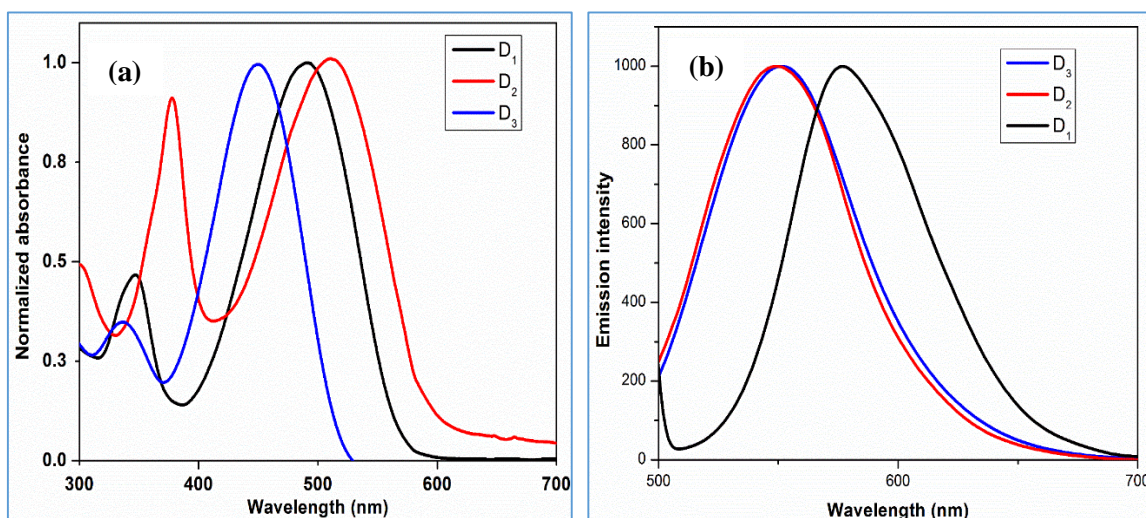 (a)
D₁
D₂
D₃
Normalized absorbance
1.0
0.8
0.5
0.3
0.0
300 400 500 600 700
Wavelength (nm)
(b)
D₃
D₂
D₁
Emission intensity
1000
800
600
400
200
0
500 600 700
Wavelength (nm)